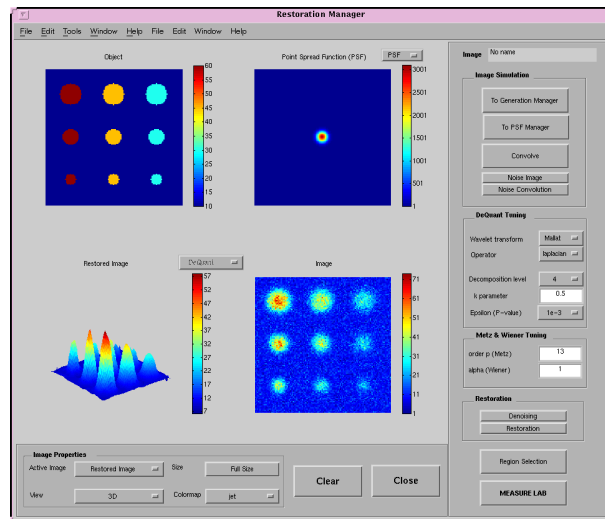 Restoration Manager
File Edit Tools Window Help File Edit Window Help
Object
60
55
50
45
40
35
30
25
20
15
10
Point Spread Function (PSF)
PSF
3001
2501
2001
1501
1001
501
1
Restored Image
DeQuant
57
52
47
42
37
32
27
22
17
12
7
Image
71
61
51
41
31
21
11
1
Image Properties
Active Image Restored Image Size Full Size
View 3D Colormap jet
Clear
Close
Image No name
Image Simulation
To Generation Manager
To PSF Manager
Convolve
Noise Image
Noise Convolution
DeQuant Tuning
Wavelet transform Mallat
Operator laplacian
Decomposition level 4
k parameter 0.5
Epsilon (P-value) 1e-3
Metz & Wiener Tuning
order p (Metz) 13
alpha (Wiener) 1
Restoration
Denoising
Restoration
Region Selection
MEASURE LAB